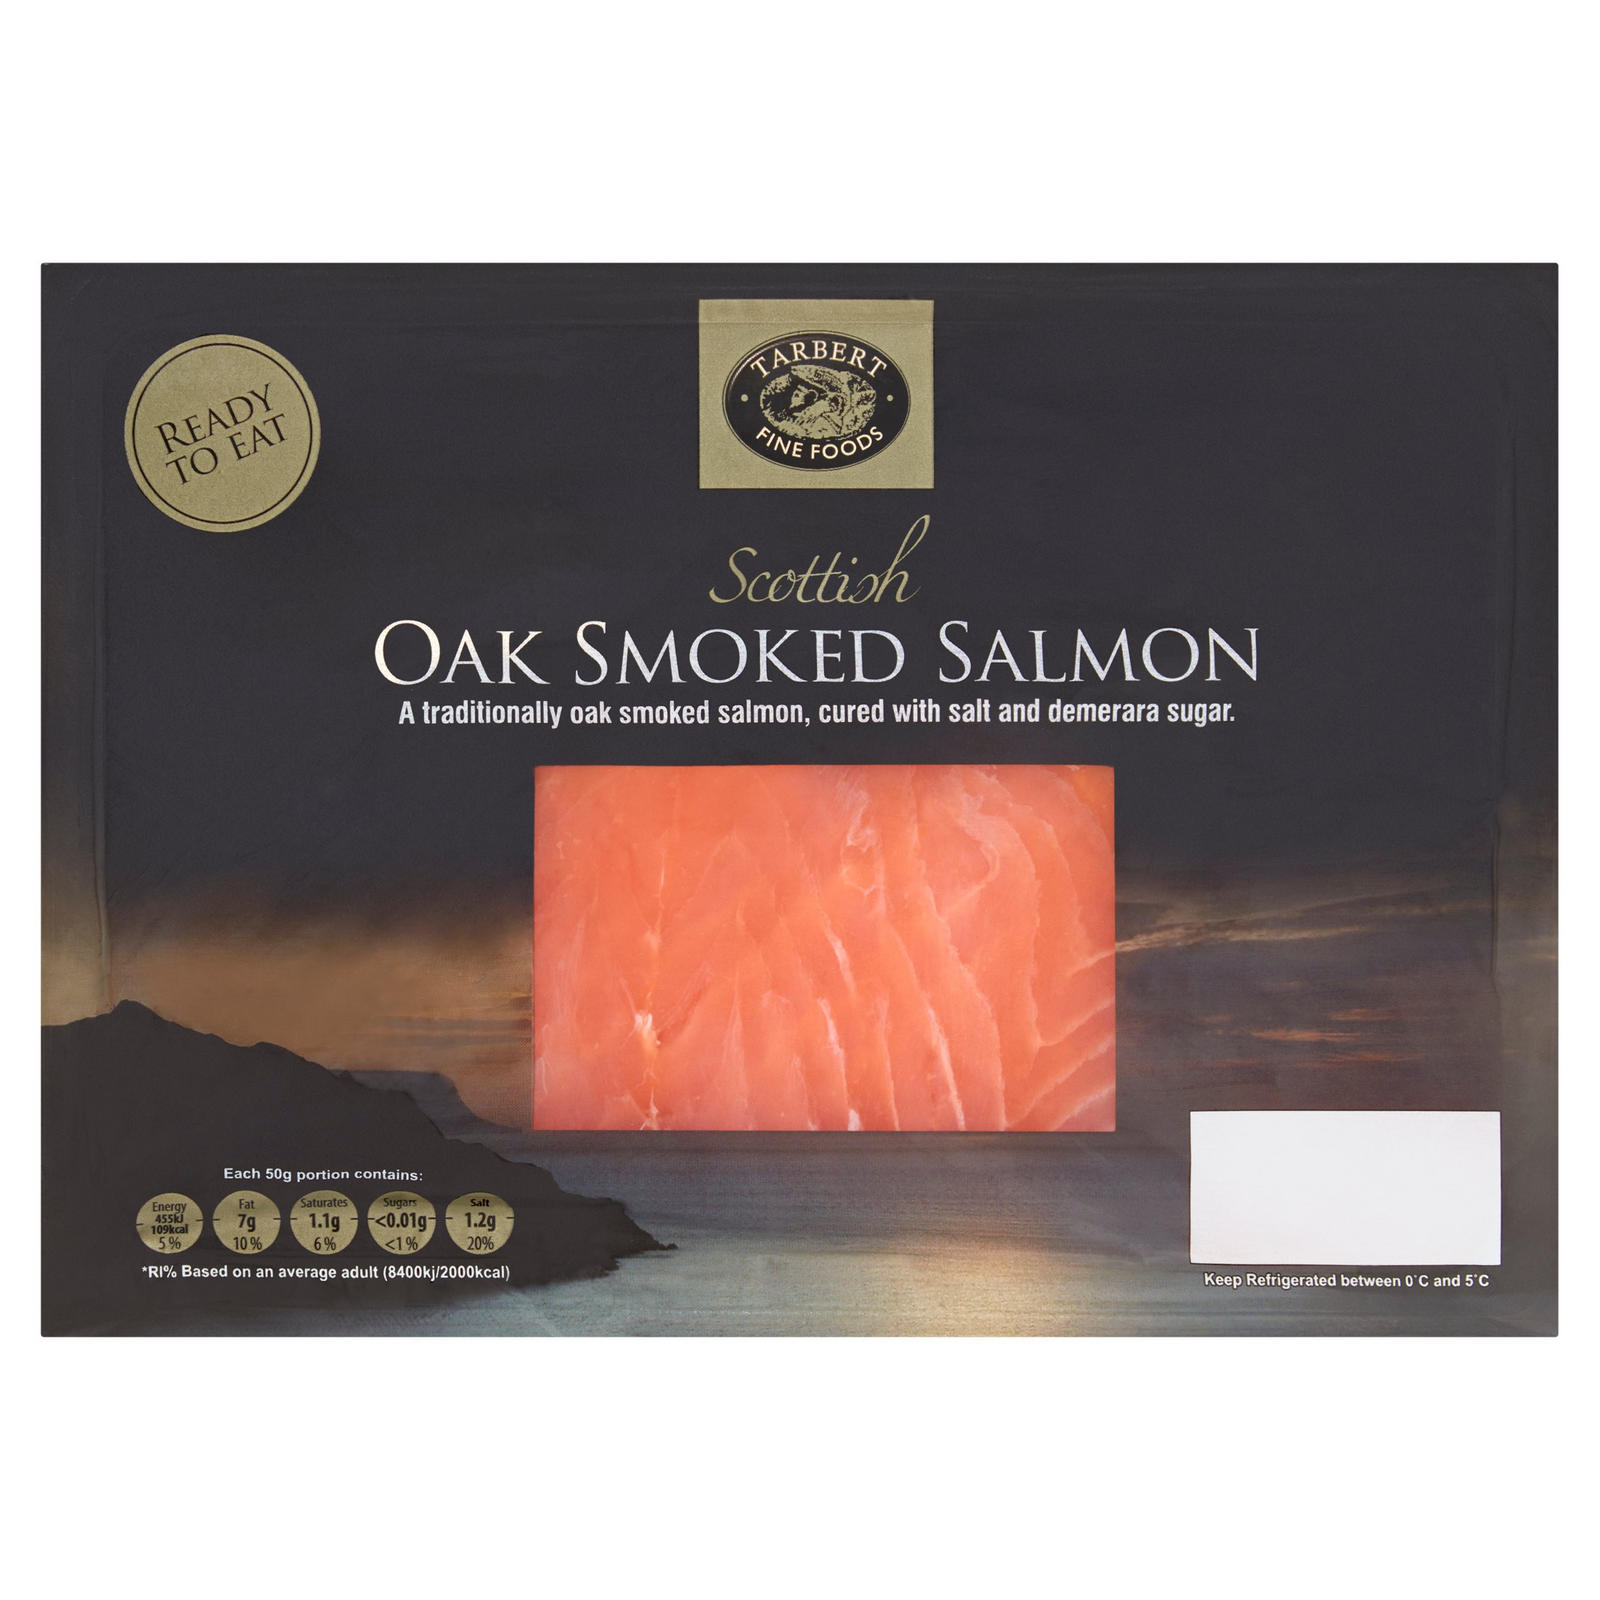 READY
TO EAT
TARBERT
FINE FOODS
Scottish
OAK SMOKED SALMON
A traditionally oak smoked salmon, cured with salt and demerara sugar.
Each 50g portion contains:
Energy
455kJ
109kcal
5%
Fat
7g
10%
Saturates
1.1g
6%
Sugars
<0.01g
<1%
Salt
1.2g
20%
*RI% Based on an average adult (8400kj/2000kcal)
Keep Refrigerated between 0°C and 5°C